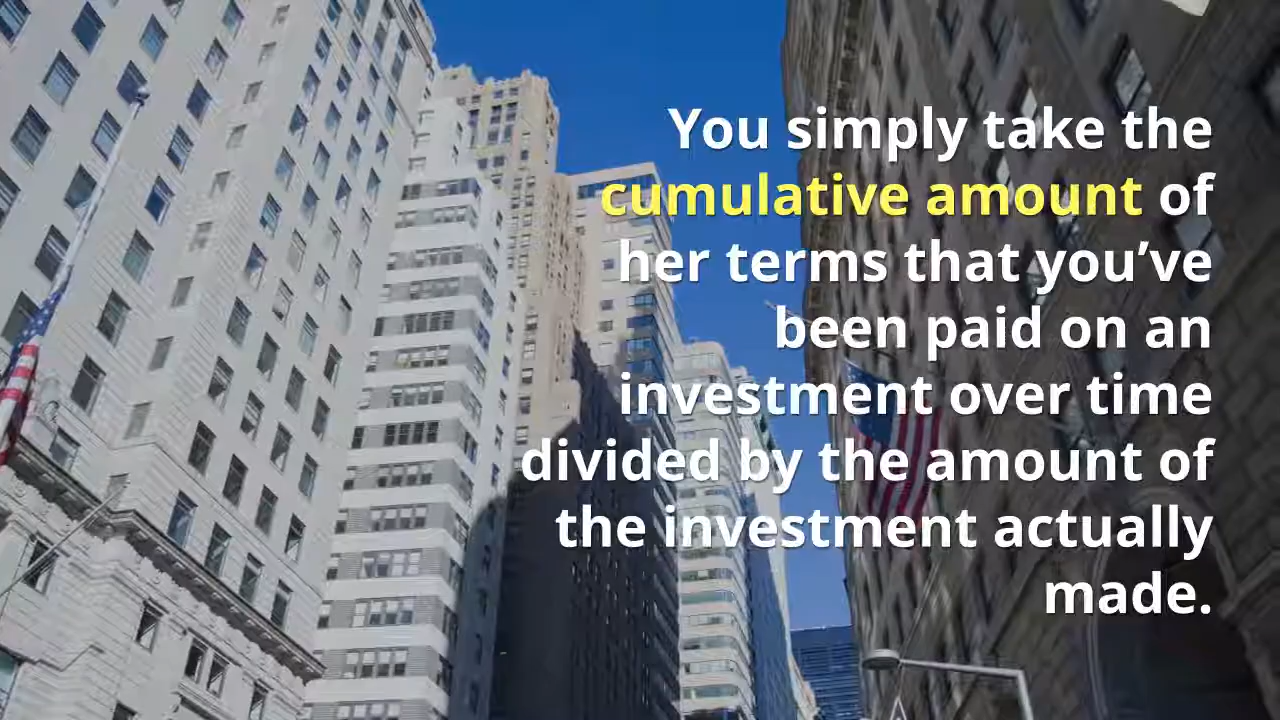 You simply take the
cumulative amount of
her terms that you’ve
been paid on an
investment over time
divided by the amount of
the investment actually
made.